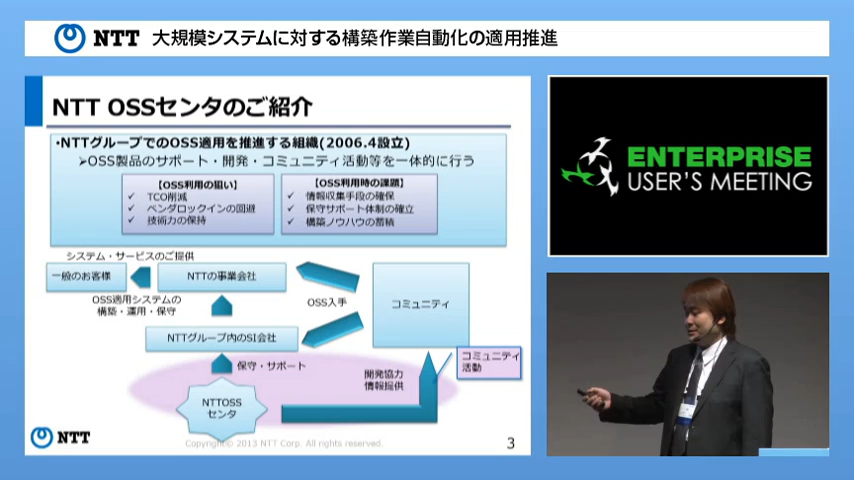 NTT 大規模システムに対する構築作業自動化の適用推進
NTT OSSセンタのご紹介
・NTTグループでのOSS適用を推進する組織(2006.4設立)
➢OSS製品のサポート・開発・コミュニティ活動等を一体的に行う
【OSS利用の狙い】
✓ TCO削減
✓ ベンダロックインの回避
✓ 技術力の保持
【OSS利用時の課題】
✓ 情報収集手段の確保
✓ 保守サポート体制の確立
✓ 構築ノウハウの蓄積
システム・サービスのご提供
一般のお客様
NTTの事業会社
OSS適用システムの
構築・運用・保守
OSS入手
コミュニティ
NTTグループ内のSI会社
保守・サポート
開発協力
情報提供
コミュニティ
活動
NTTOSS
センタ
NTT
Copyright© 2013 NTT Corp. All rights reserved.
3
ENTERPRISE
USER'S MEETING